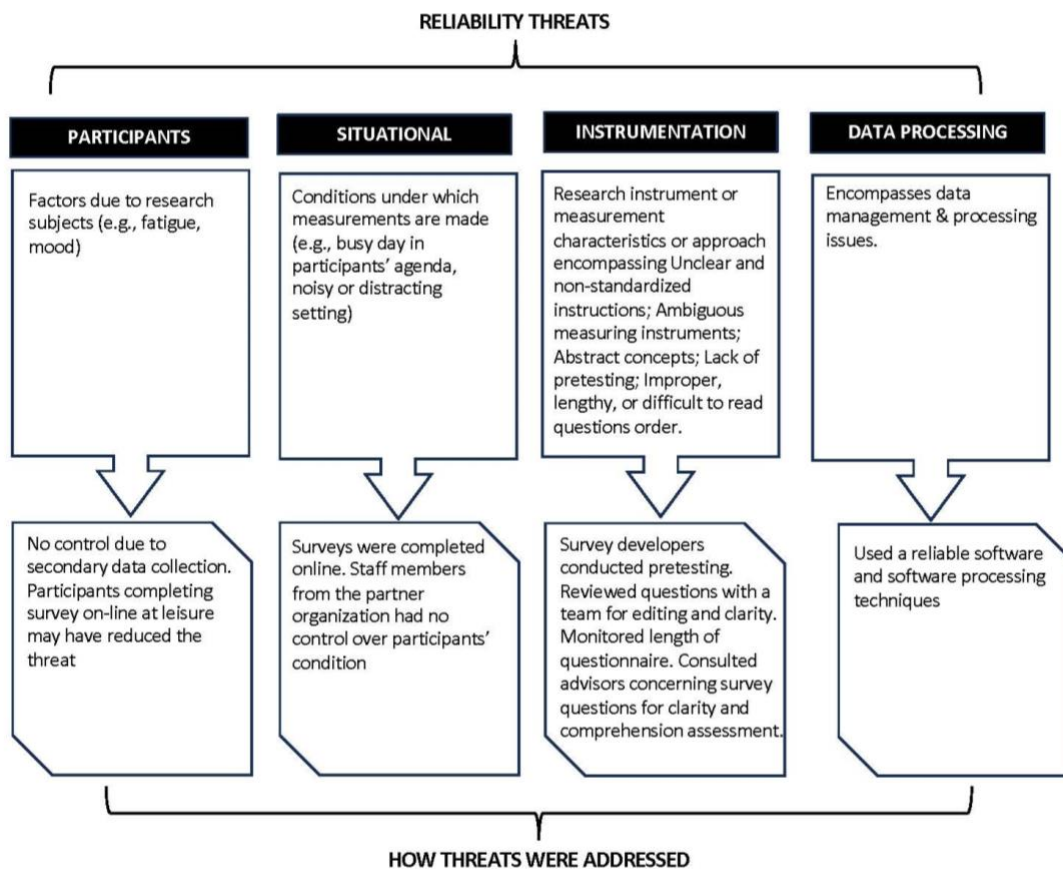 RELIABILITY THREATS
PARTICIPANTS
Factors due to research
subjects (e.g., fatigue,
mood)
No control due to
secondary data collection.
Participants completing
survey on-line at leisure
may have reduced the
threat
SITUATIONAL
Conditions under which
measurements are made
(e.g., busy day in
participants’ agenda,
noisy or distracting
setting)
Surveys were completed
online. Staff members
from the partner
organization had no
control over participants’
condition
INSTRUMENTATION
Research instrument or
measurement
characteristics or approach
encompassing Unclear and
non-standardized
instructions; Ambiguous
measuring instruments;
Abstract concepts; Lack of
pretesting; Improper,
lengthy, or difficult to read
questions order.
Survey developers
conducted pretesting.
Reviewed questions with a
team for editing and clarity.
Monitored length of
questionnaire. Consulted
advisors concerning survey
questions for clarity and
comprehension assessment.
DATA PROCESSING
Encompasses data
management & processing
issues.
Used a reliable software
and software processing
techniques
HOW THREATS WERE ADDRESSED